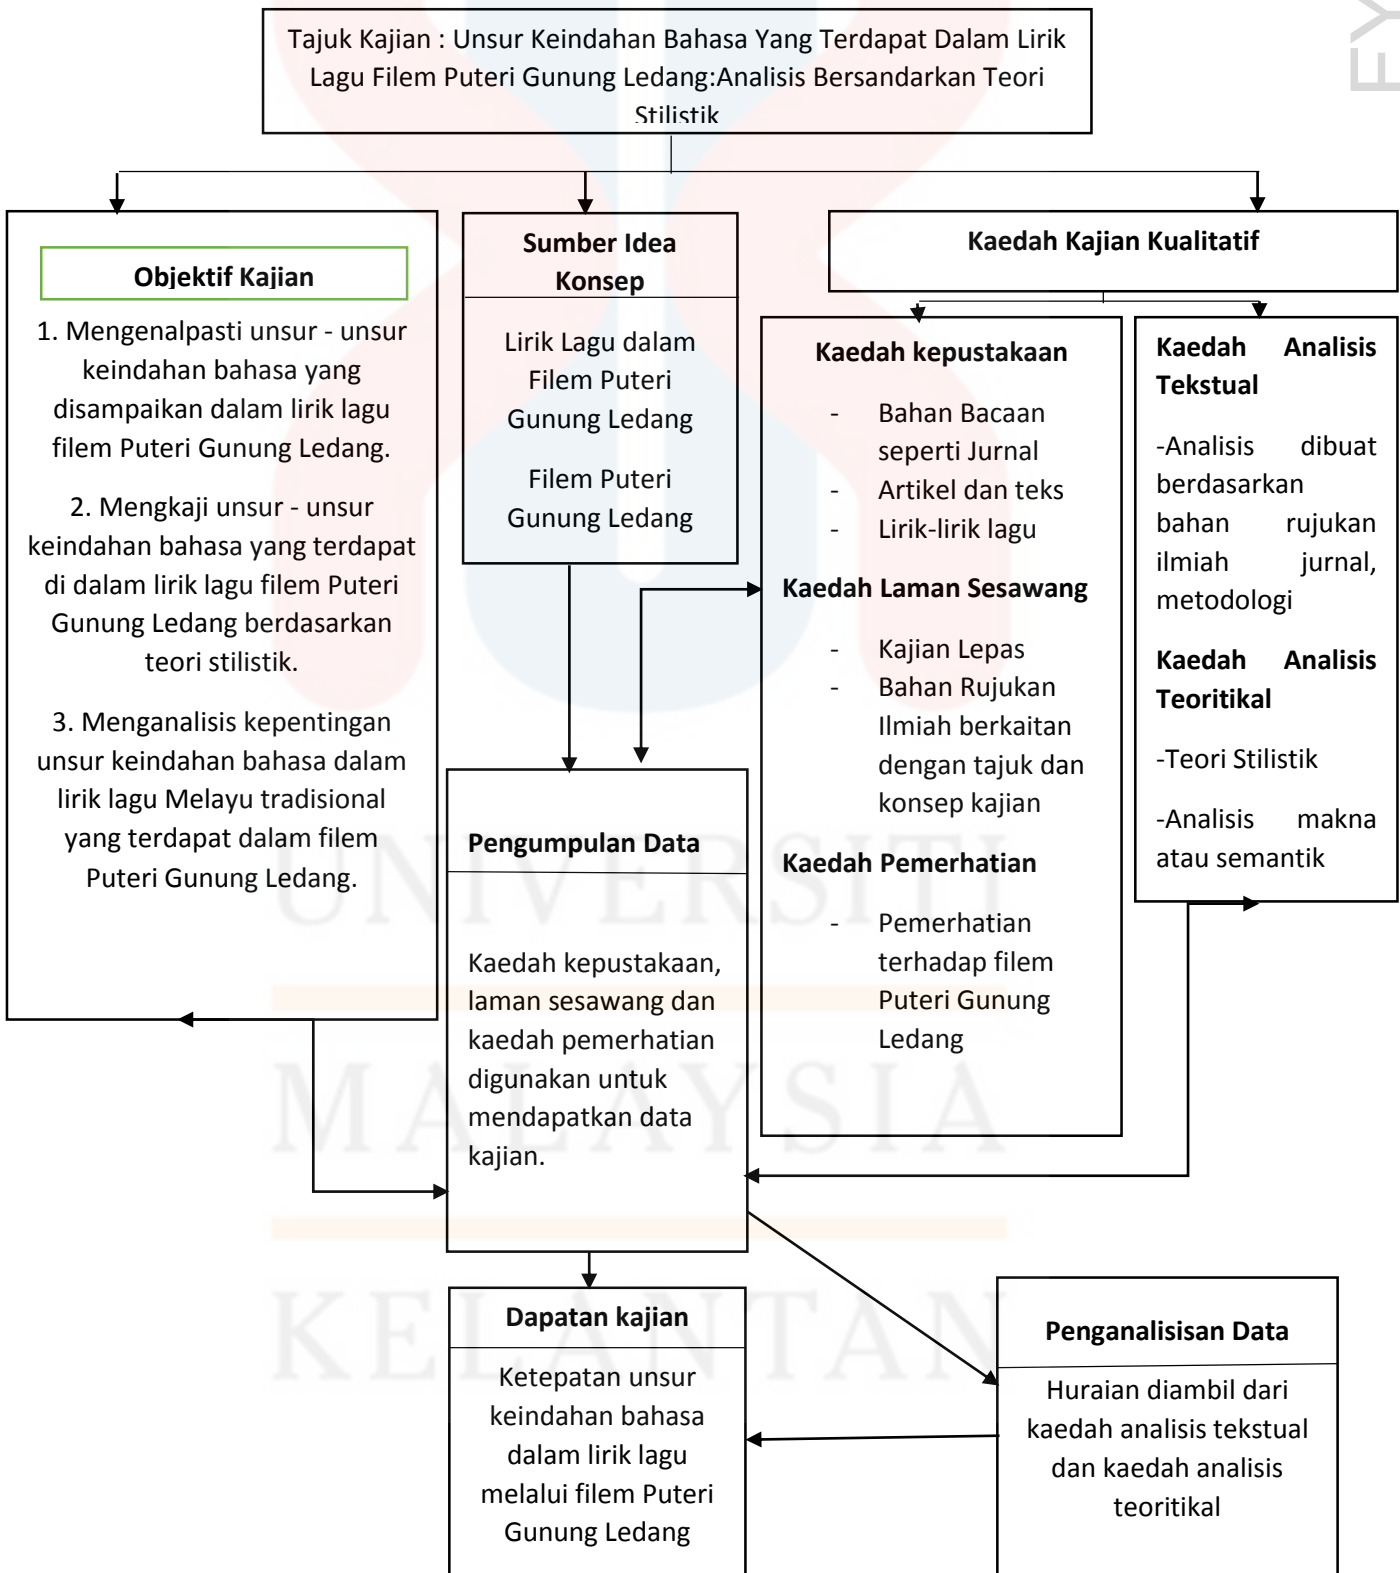 Tajuk Kajian : Unsur Keindahan Bahasa Yang Terdapat Dalam Lirik
Lagu Filem Puteri Gunung Ledang:Analisis Bersandarkan Teori
Stilistik
Objektif Kajian
1. Mengenalpasti unsur - unsur
keindahan bahasa yang
disampaikan dalam lirik lagu
filem Puteri Gunung Ledang.
2. Mengkaji unsur - unsur
keindahan bahasa yang terdapat
di dalam lirik lagu filem Puteri
Gunung Ledang berdasarkan
teori stilistik.
3. Menganalisis kepentingan
unsur keindahan bahasa dalam
lirik lagu Melayu tradisional
yang terdapat dalam filem
Puteri Gunung Ledang.
Sumber Idea
Konsep
Lirik Lagu dalam
Filem Puteri
Gunung Ledang
Filem Puteri
Gunung Ledang
Kaedah Kajian Kualitatif
Kaedah kepustakaan
- Bahan Bacaan
seperti Jurnal
- Artikel dan teks
- Lirik-lirik lagu
Kaedah Laman Sesawang
- Kajian Lepas
- Bahan Rujukan
Ilmiah berkaitan
dengan tajuk dan
konsep kajian
Kaedah Pemerhatian
- Pemerhatian
terhadap filem
Puteri Gunung
Ledang
Kaedah Analisis
Tekstual
-Analisis dibuat
berdasarkan
bahan rujukan
ilmiah jurnal,
metodologi
Kaedah Analisis
Teoritikal
-Teori Stilistik
-Analisis makna
atau semantik
Pengumpulan Data
Kaedah kepustakaan,
laman sesawang dan
kaedah pemerhatian
digunakan untuk
mendapatkan data
kajian.
Dapatan kajian
Ketepatan unsur
keindahan bahasa
dalam lirik lagu
melalui filem Puteri
Gunung Ledang
Penganalisisan Data
Huraian diambil dari
kaedah analisis tekstual
dan kaedah analisis
teoritikal
UNIVERSITI
MALAYSIA
KELANTAN
EY